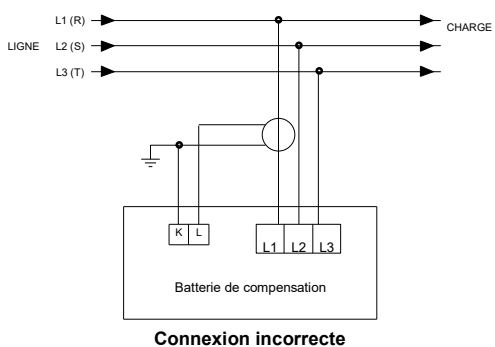 L1 (R)
CHARGE
LIGNE L2 (S)
L3 (T)
K L
L1 L2 L3
Batterie de compensation
Connexion incorrecte